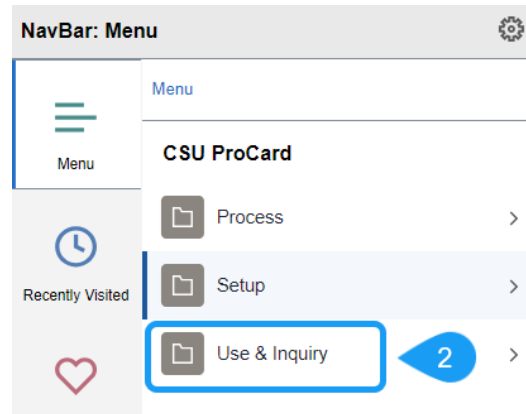 NavBar: Menu
Menu
Menu
CSU ProCard
Process
Recently Visited
Setup
Use & Inquiry
2